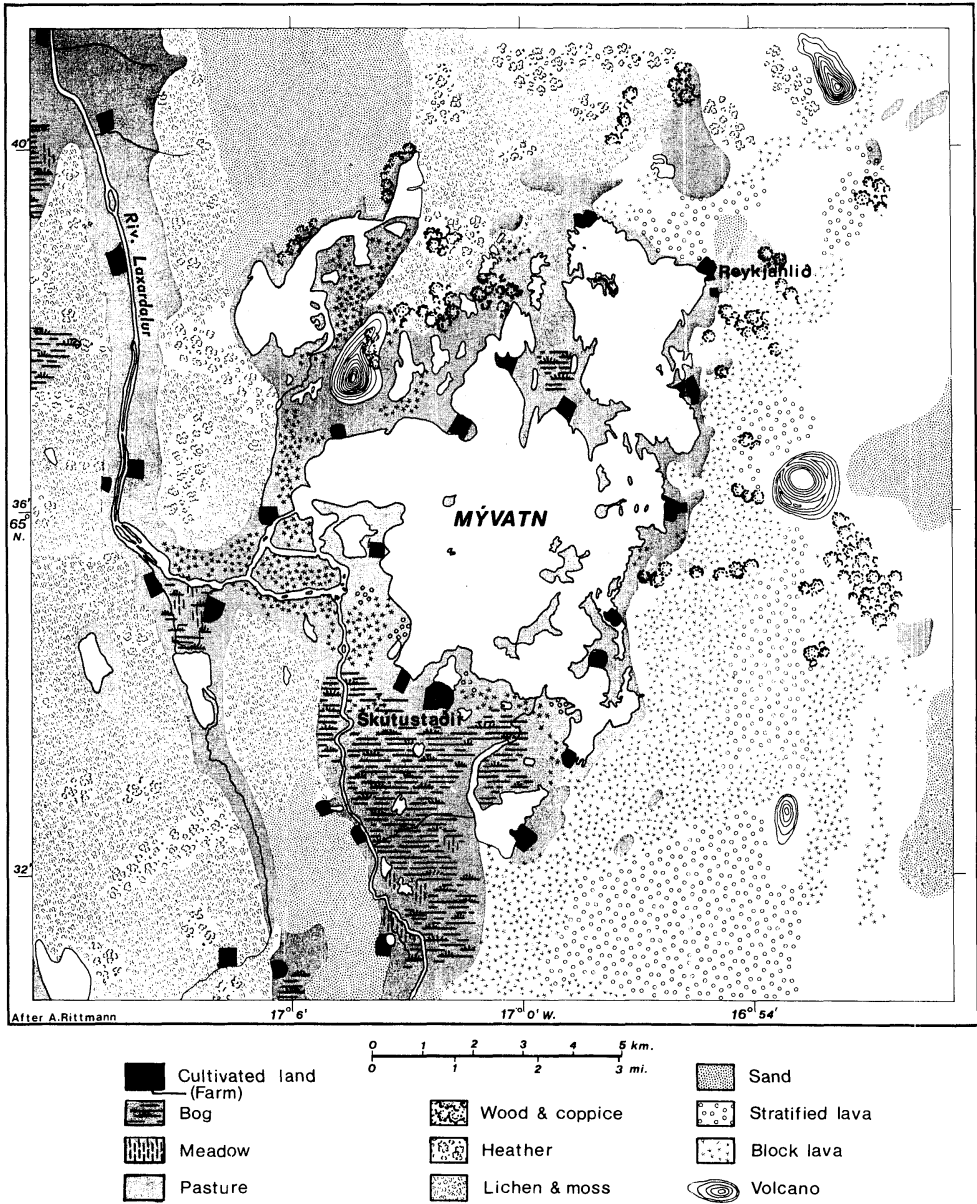 40'
Riv. Laxardalur
Reykjahlið
36'
65°
N.
MÝVATN
Skútustaðir
32'
After A.Rittmann
17° 6'
17° 0' W.
16° 54'
0 1 2 3 4 5 km.
0 1 2 3 mi.
Cultivated land
(Farm)
Bog
Meadow
Pasture
Wood & coppice
Heather
Lichen & moss
Sand
Stratified lava
Block lava
Volcano